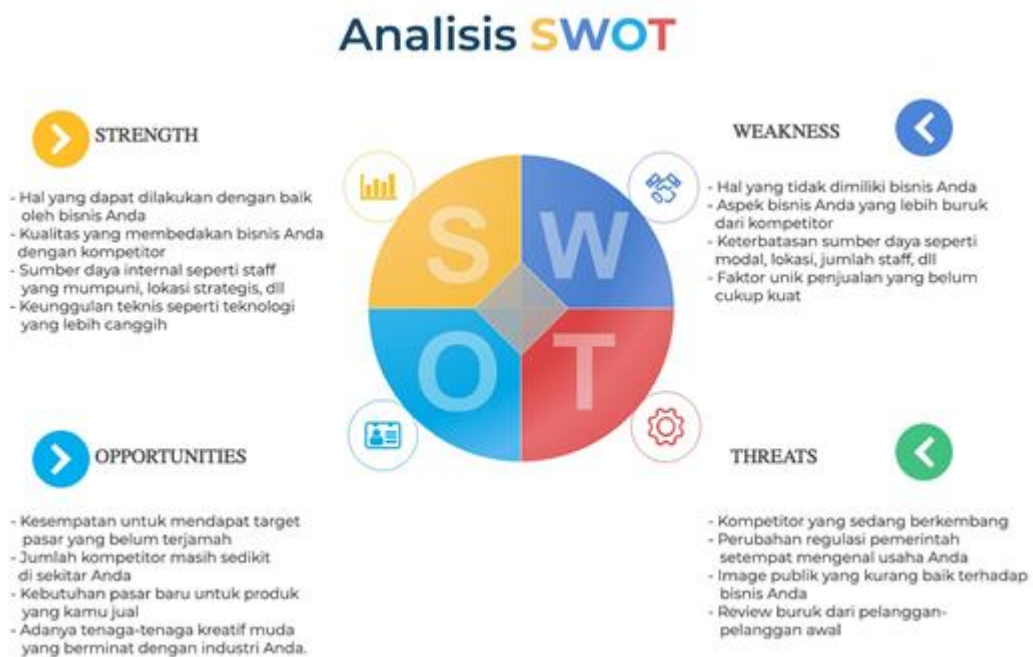 Analisis SWOT
STRENGTH
- Hal yang dapat dilakukan dengan baik
oleh bisnis Anda
- Kualitas yang membedakan bisnis Anda
dengan kompetitor
- Sumber daya internal seperti staff
yang mumpuni, lokasi strategis, dll
- Keunggulan teknis seperti teknologi
yang lebih canggih
WEAKNESS
- Hal yang tidak dimiliki bisnis Anda
- Aspek bisnis Anda yang lebih buruk
dari kompetitor
- Keterbatasan sumber daya seperti
modal, lokasi, jumlah staff, dll
- Faktor unik penjualan yang belum
cukup kuat
S W
O T
OPPORTUNITIES
- Kesempatan untuk mendapat target
pasar yang belum terjamah
- Jumlah kompetitor masih sedikit
di sekitar Anda
- Kebutuhan pasar baru untuk produk
yang kamu jual
- Adanya tenaga-tenaga kreatif muda
yang berminat dengan industri Anda.
THREATS
- Kompetitor yang sedang berkembang
- Perubahan regulasi pemerintah
setempat mengenal usaha Anda
- Image publik yang kurang baik terhadap
bisnis Anda
- Review buruk dari pelanggan-
pelanggan awal